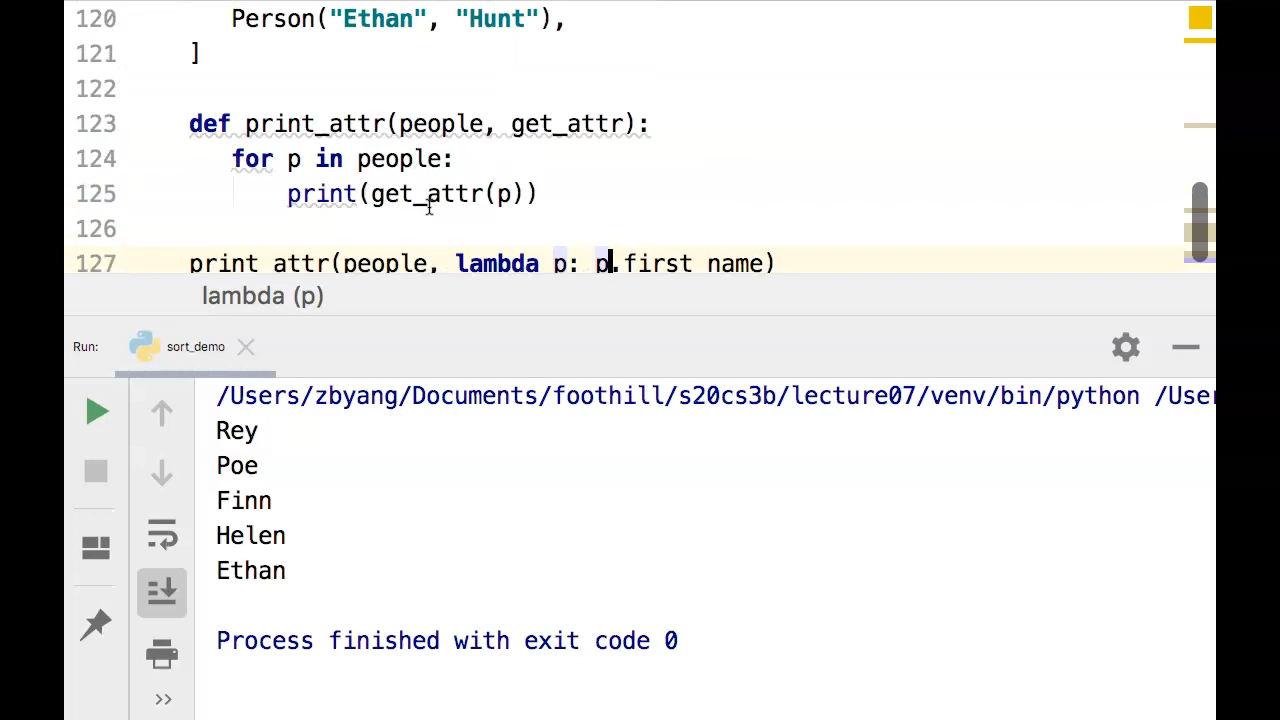 120 Person("Ethan", "Hunt"),
121 ]
122
123 def print_attr(people, get_attr):
124 for p in people:
125 print(get_attr(p))
126
127 print_attr(people, lambda p: p.first_name)
lambda (p)
Run: sort_demo
/Users/zbyang/Documents/foothill/s20cs3b/lecture07/venv/bin/python /User
Rey
Poe
Finn
Helen
Ethan
Process finished with exit code 0